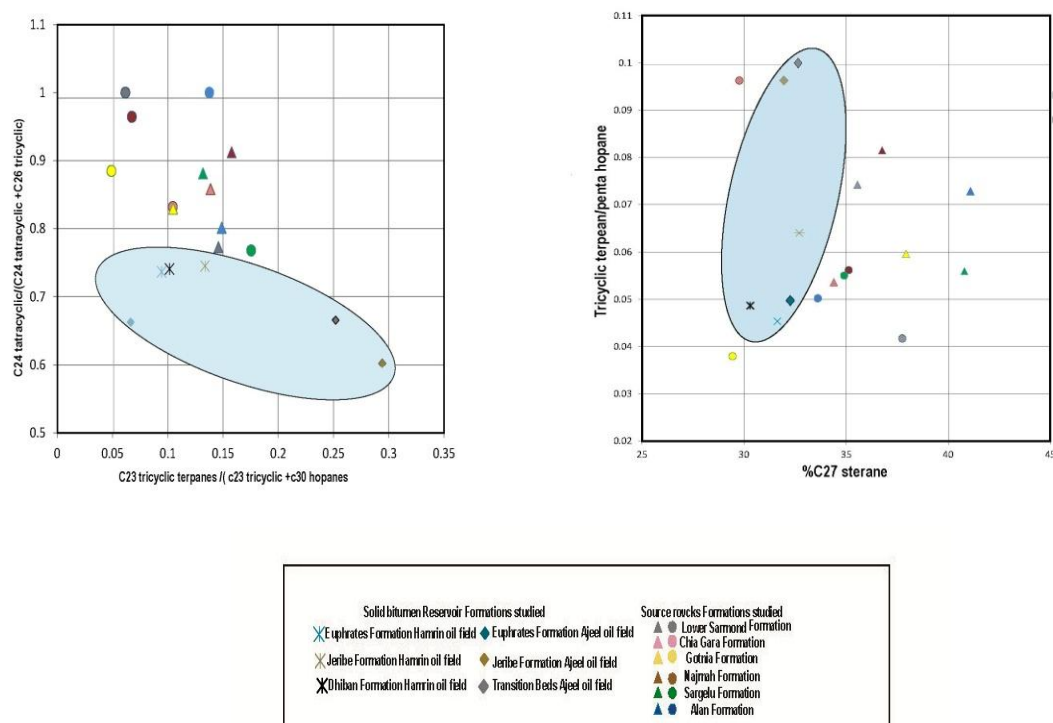 1.1
1
0.9
0.8
0.7
0.6
0.5
0
0.05
0.1
0.15
0.2
0.25
0.3
0.35
C24 tatracyclic/(C24 tatracyclic +C26 tricyclic)
C23 tricyclic terpanes /( c23 tricyclic +c30 hopanes
0.11
0.1
0.09
0.08
0.07
0.06
0.05
0.04
0.03
0.02
25
30
35
40
45
Tricyclic terpean/penta hopane
%C27 sterane
Solid bitumen Reservoir Formations studied
Euphrates Formation Hamrin oil field
Euphrates Formation Ajeel oil field
Jeribe Formation Hamrin oil field
Jeribe Formation Ajeel oil field
Dhiban Formation Hamrin oil field
Transition Beds Ajeel oil field
Source rovcks Formations studied
Lower Sarmond Formation
Chia Gara Formation
Gotnia Formation
Najmah Formation
Sargelu Formation
Alan Formation